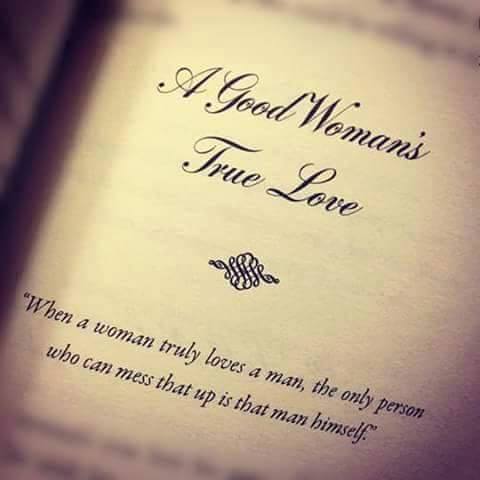 A Good Woman's
True Love
"When a woman truly loves a man, the only person
who can mess that up is that man himself."